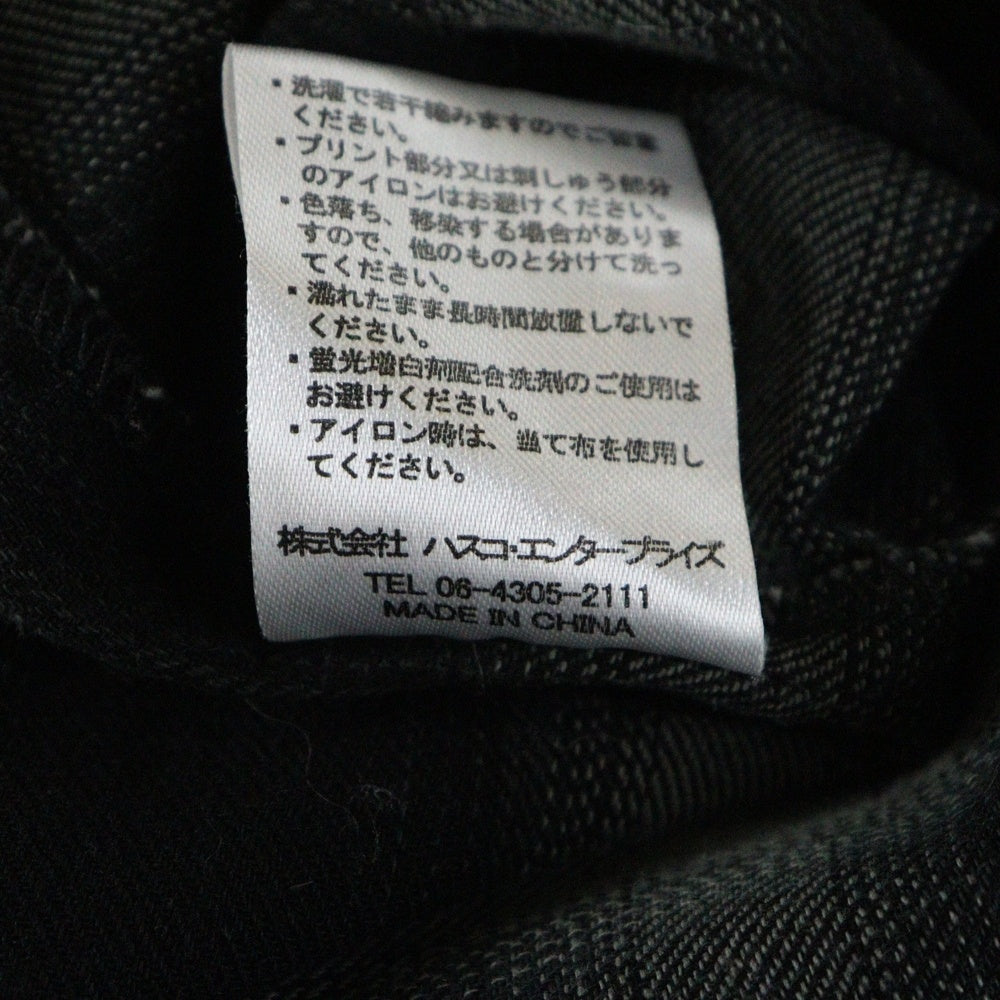 ・洗濯で若干縮みますのでご留意
ください。
・プリント部分又は刺しゅう部分
のアイロンはお避けください。
・色落ち、移染する場合がありま
すので、他のものと分けて洗っ
てください。
・濡れたまま長時間放置しないで
ください。
・蛍光増白剤配合洗剤のご使用は
お避けください。
・アイロン時は、当て布を使用し
てください。
株式会社 ハスコ・エンタープライズ
TEL 06-4305-2111
MADE IN CHINA